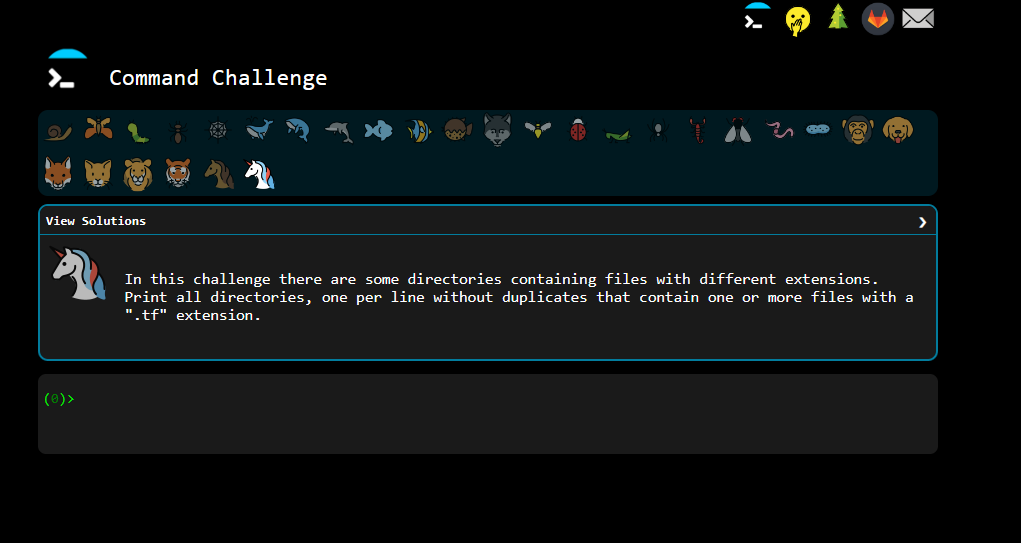 Command Challenge
View Solutions
In this challenge there are some directories containing files with different extensions.
Print all directories, one per line without duplicates that contain one or more files with a
".tf" extension.
(0)>